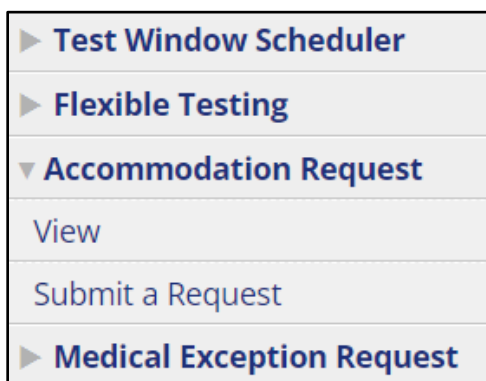 Test Window Scheduler
Flexible Testing
Accommodation Request
View
Submit a Request
Medical Exception Request